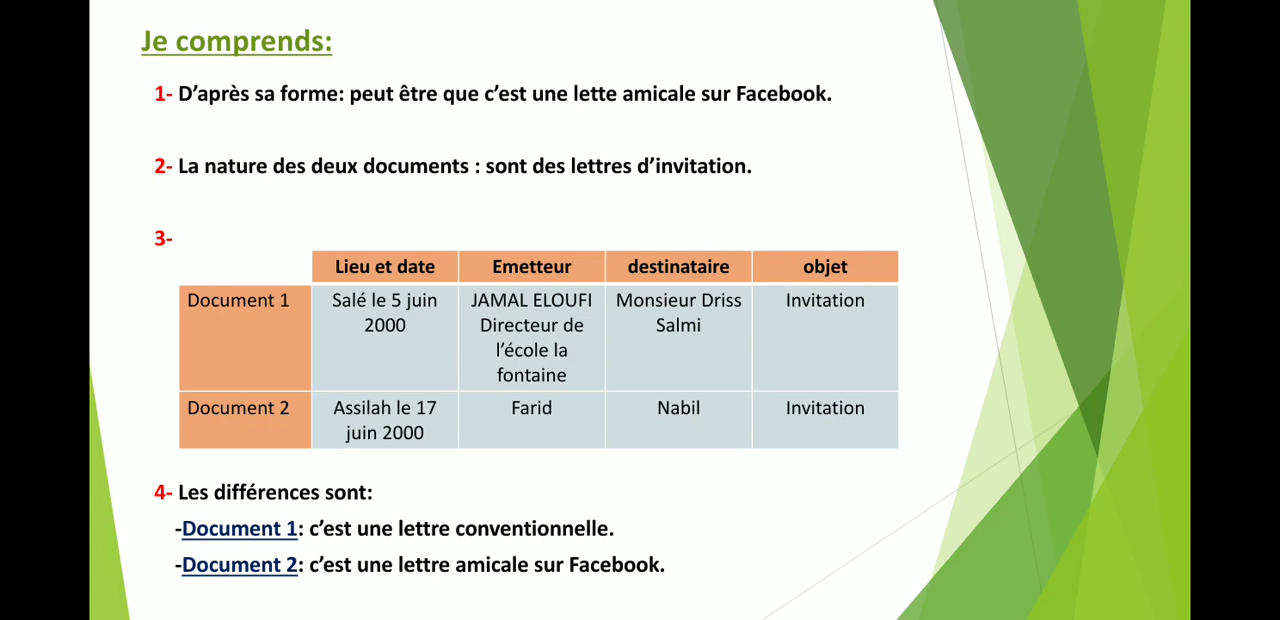 Je comprends:
1- D’après sa forme: peut être que c’est une lette amicale sur Facebook.
2- La nature des deux documents : sont des lettres d’invitation.
3-
Lieu et date Emetteur destinataire objet
Document 1 Salé le 5 juin 2000 JAMAL ELOUFI Directeur de l’école la fontaine Monsieur Driss Salmi Invitation
Document 2 Assilah le 17 juin 2000 Farid Nabil Invitation
4- Les différences sont:
-Document 1: c’est une lettre conventionnelle.
-Document 2: c’est une lettre amicale sur Facebook.